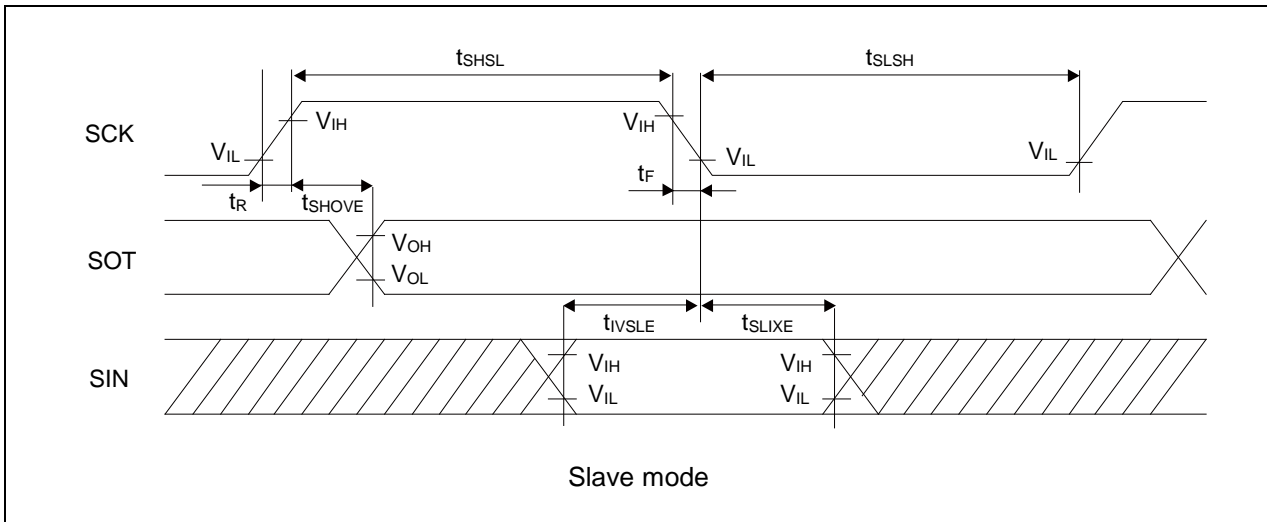 tSHSL tSLSH
SCK VIH VIH
VIL VIL VIL
tR tSHOVE tF
SOT VOH
VOL
tIVSLE tSLIXE
SIN VIH VIH
VIL VIL
Slave mode